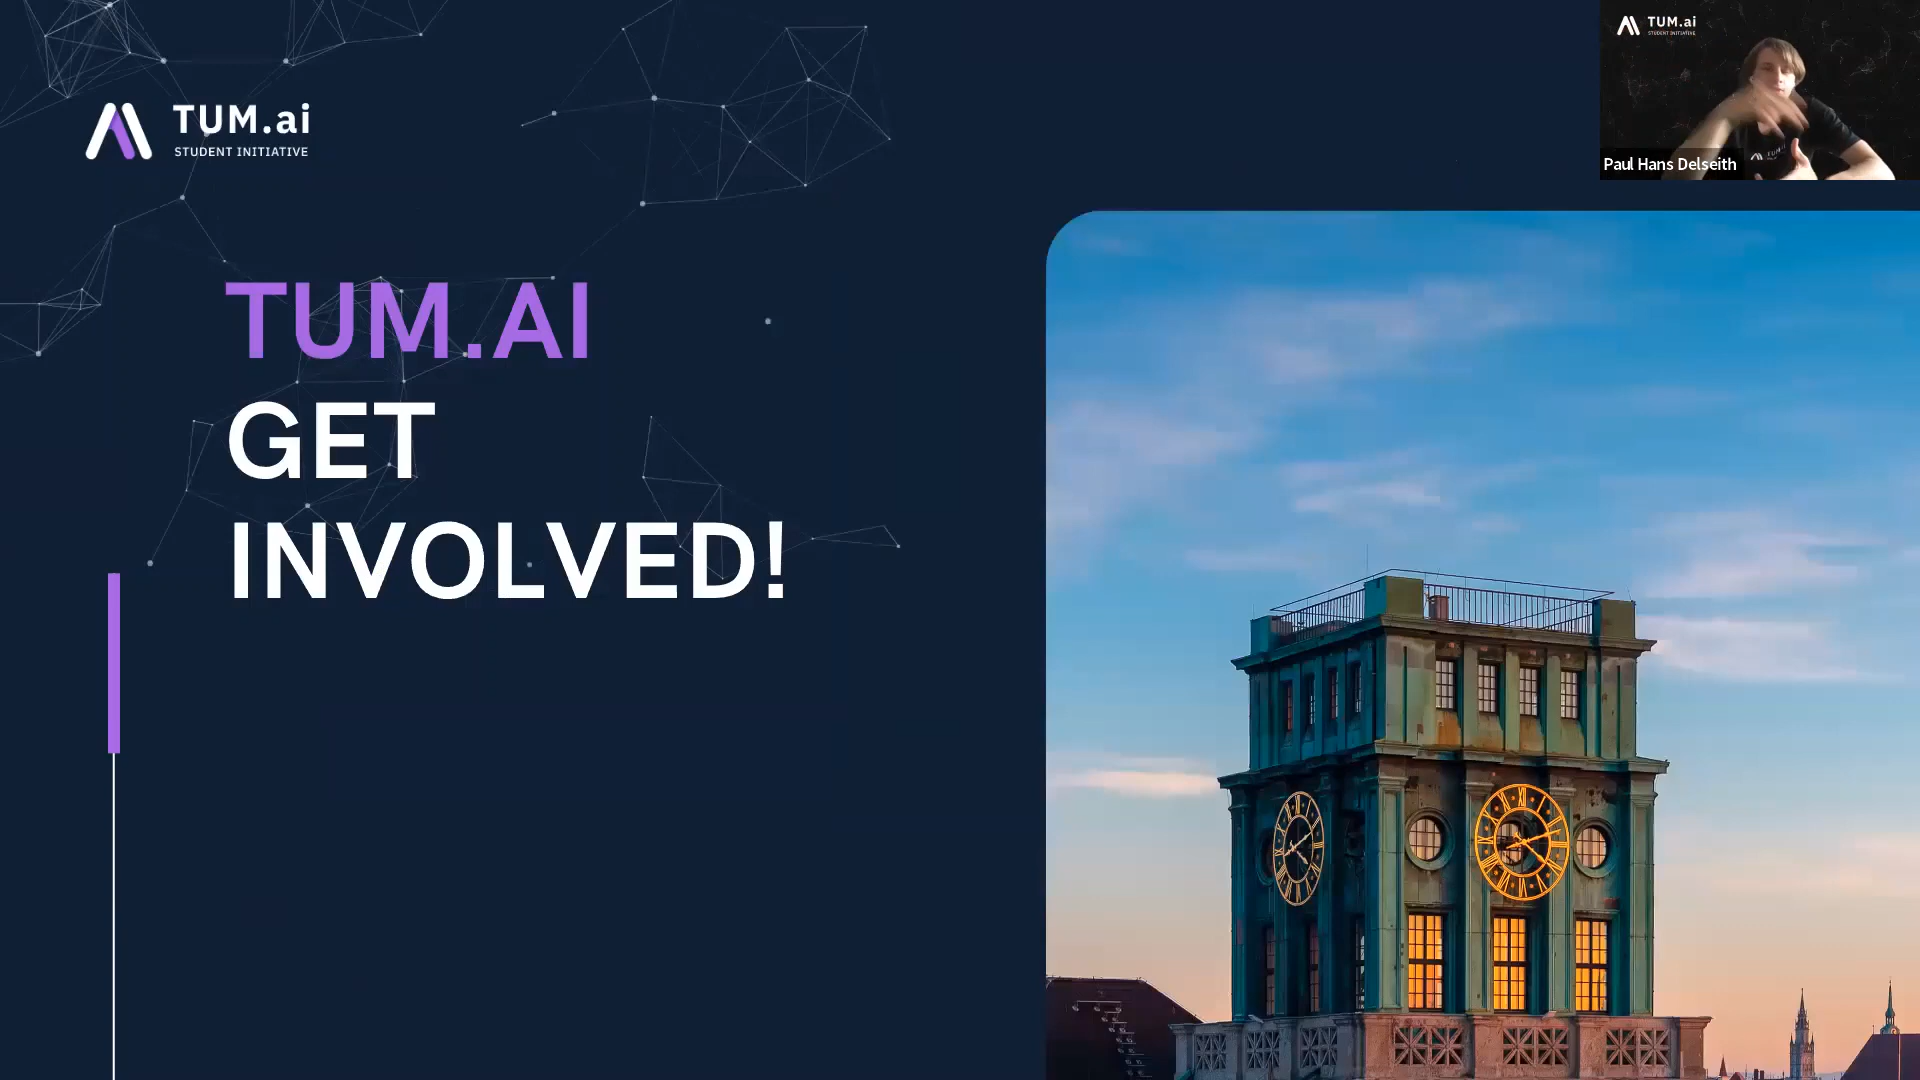 TUM.ai
STUDENT INITIATIVE
TUM.AI
GET
INVOLVED!
TUM.ai
STUDENT INITIATIVE
Paul Hans Delseith